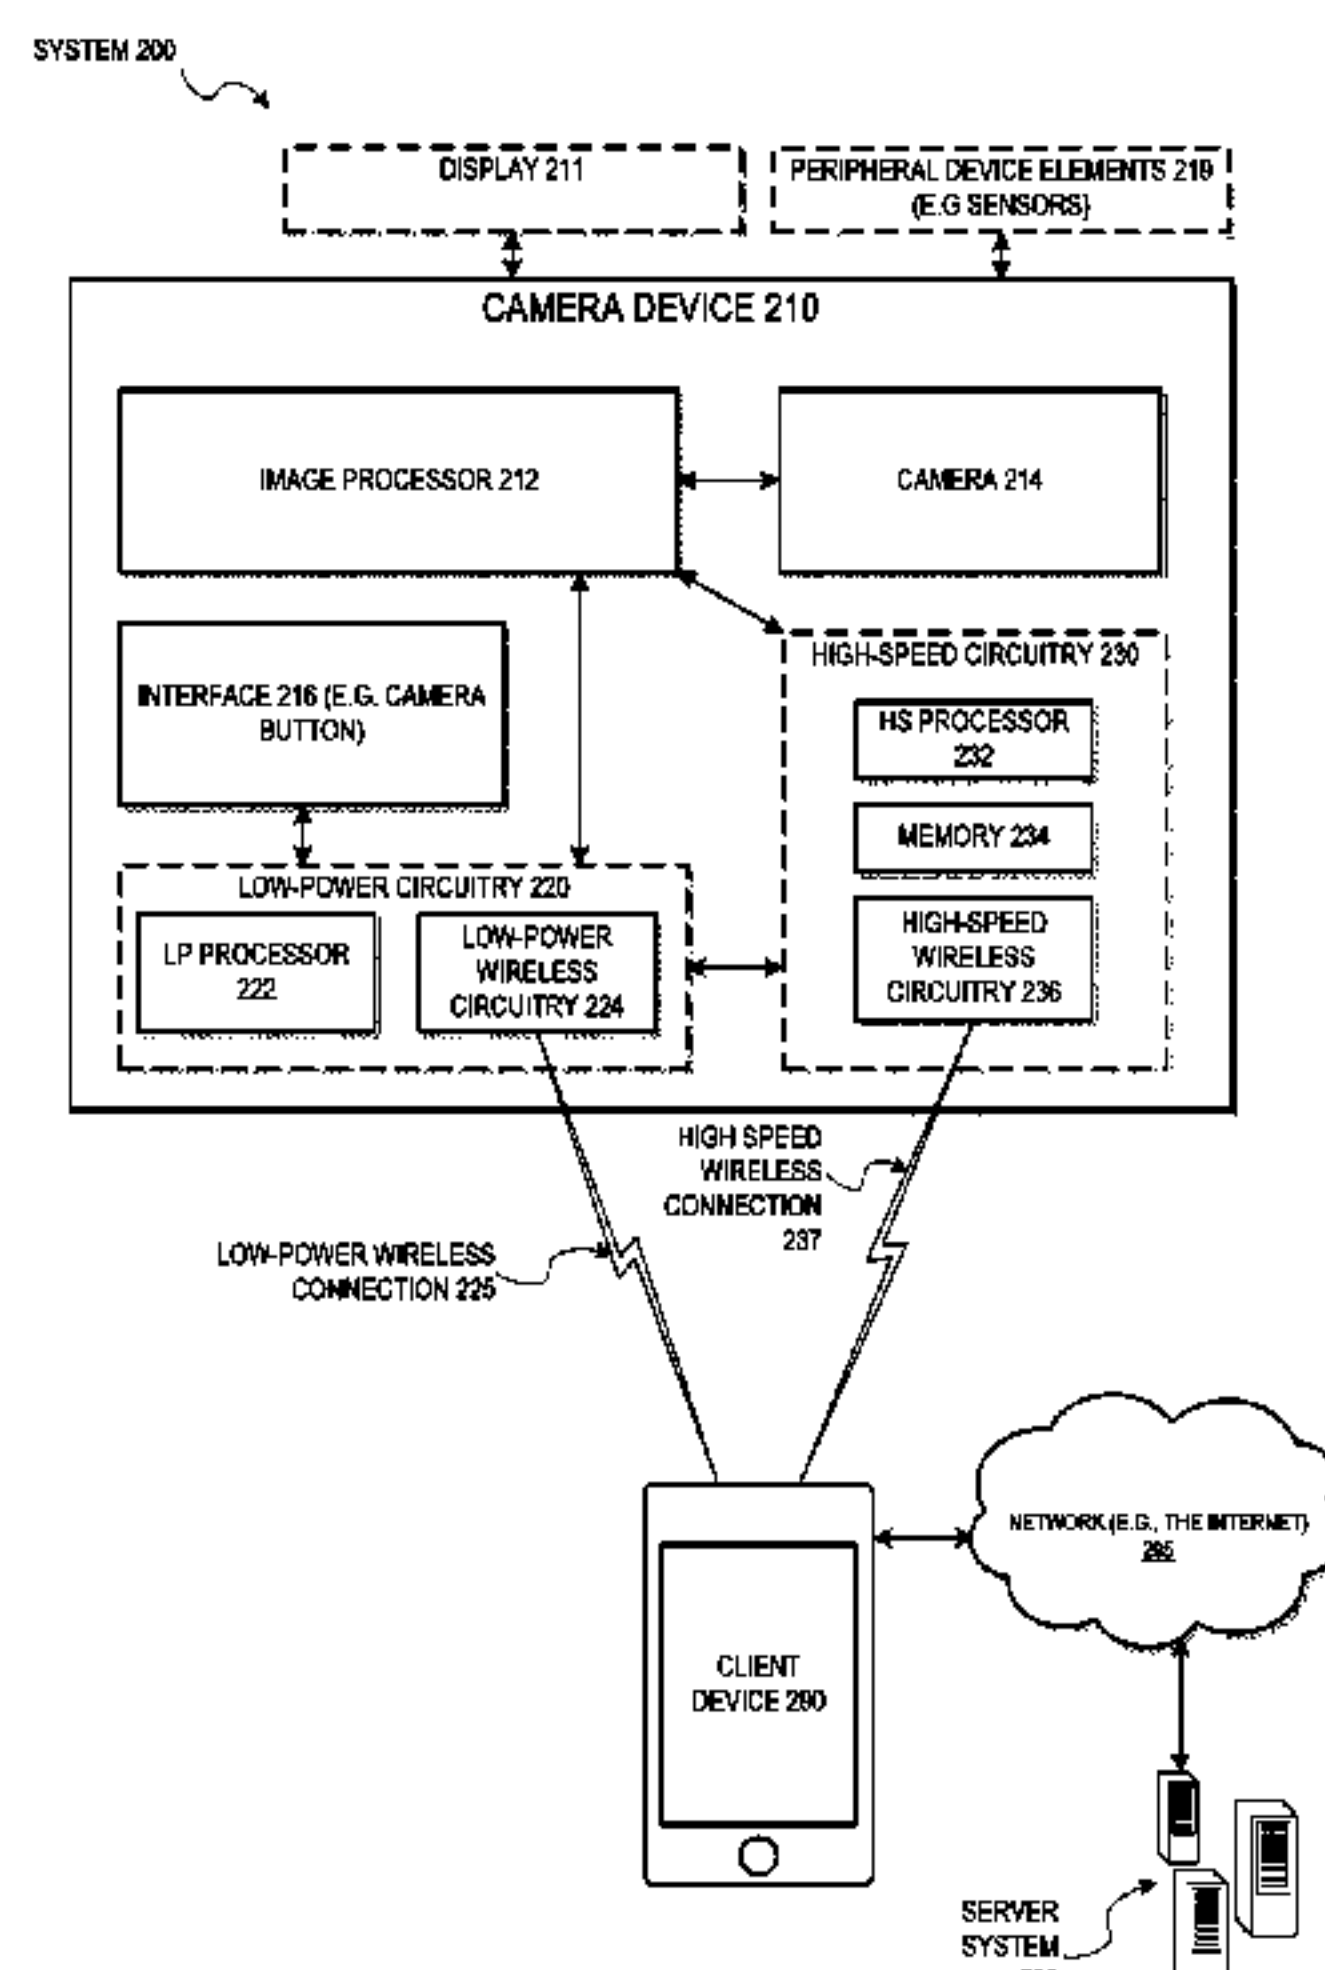 SYSTEM 200
DISPLAY 211
PERIPHERAL DEVICE ELEMENTS 219
(E.G SENSORS)
CAMERA DEVICE 210
IMAGE PROCESSOR 212
CAMERA 214
INTERFACE 216 (E.G. CAMERA
BUTTON)
HIGH-SPEED CIRCUITRY 230
HS PROCESSOR
232
MEMORY 234
HIGH-SPEED
WIRELESS
CIRCUITRY 236
LOW-POWER CIRCUITRY 220
LP PROCESSOR
222
LOW-POWER
WIRELESS
CIRCUITRY 224
HIGH SPEED
WIRELESS
CONNECTION
237
LOW-POWER WIRELESS
CONNECTION 225
NETWORK (E.G., THE INTERNET)
295
CLIENT
DEVICE 290
SERVER
SYSTEM